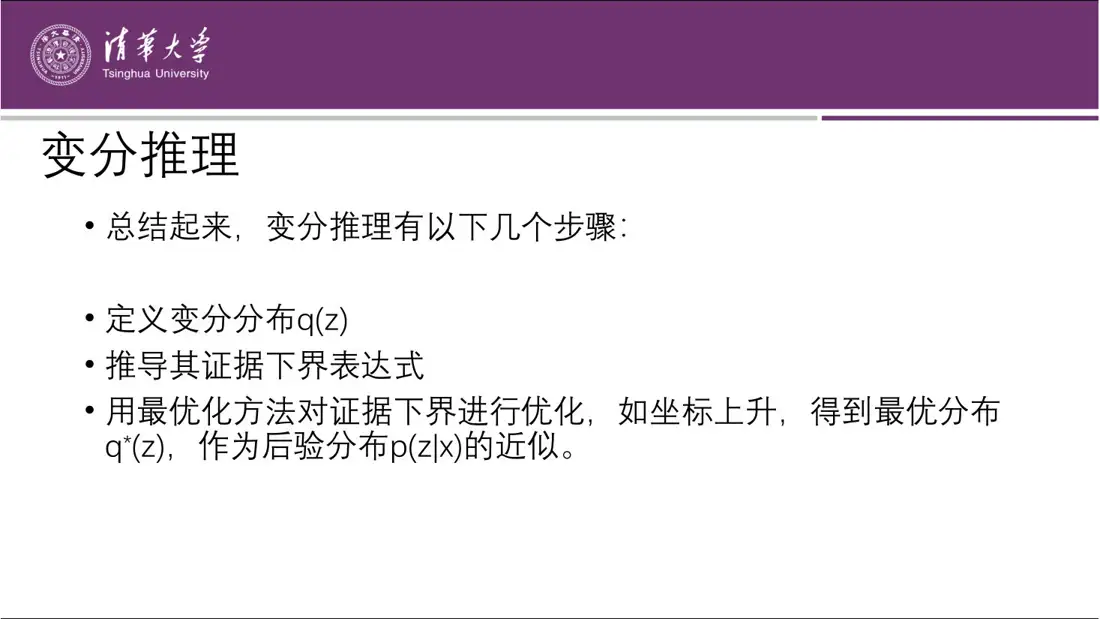 清华大学
Tsinghua University
变分推理
• 总结起来，变分推理有以下几个步骤：
• 定义变分分布q(z)
• 推导其证据下界表达式
• 用最优化方法对证据下界进行优化，如坐标上升，得到最优分布
q*(z)，作为后验分布p(z|x)的近似。